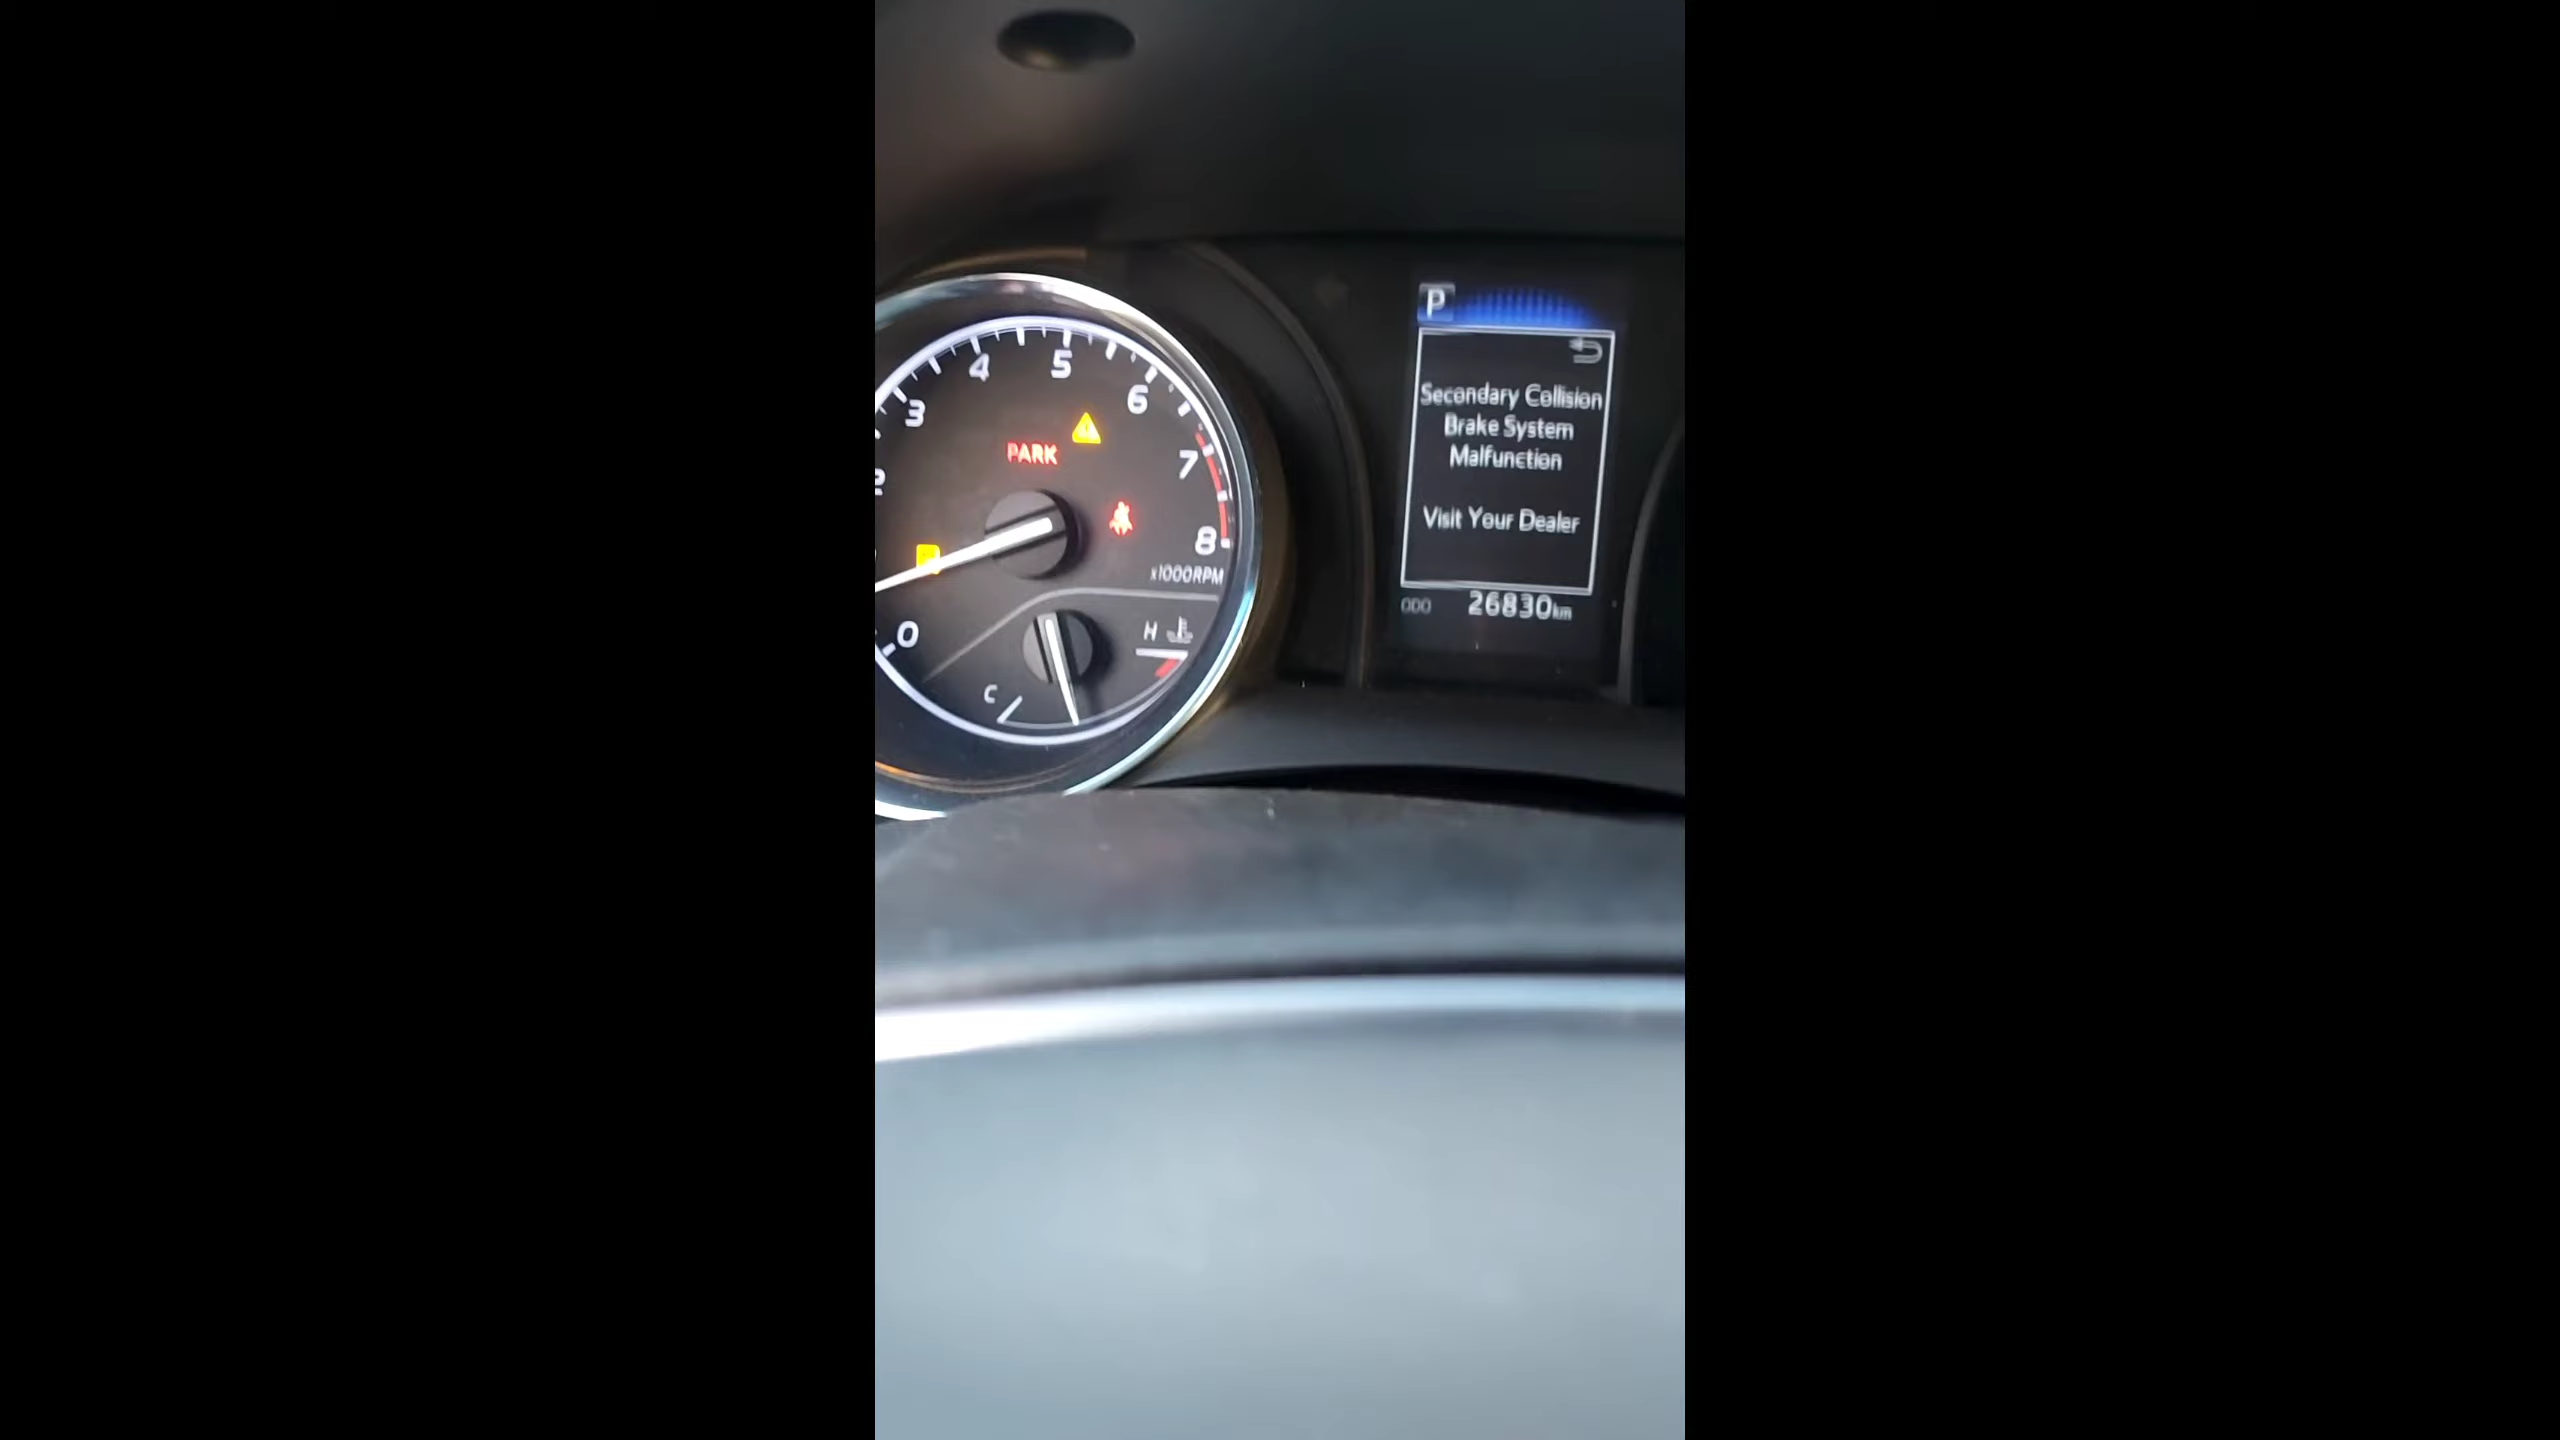 3
4
5
6
7
8
x1000RPM
PARK
0
H
C
P
Secondary Collision
Brake System
Malfunction
Visit Your Dealer
ODO 26830km